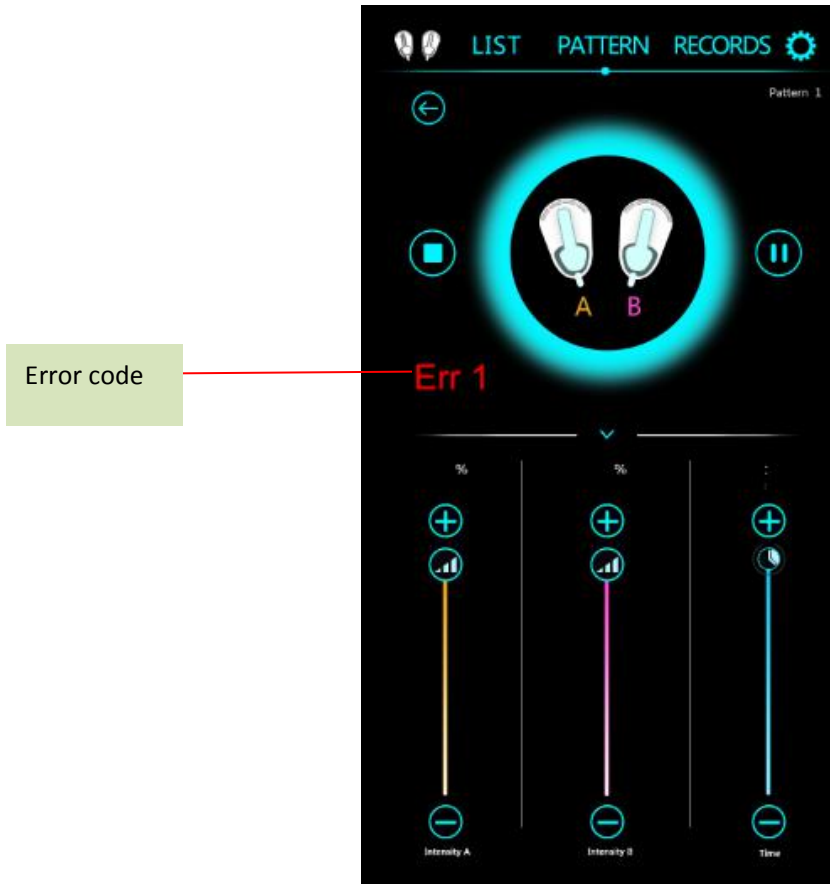 LIST PATTERN RECORDS
Pattern 1
A B
Error code
Err 1
% % :
Intensity A Intensity B Time